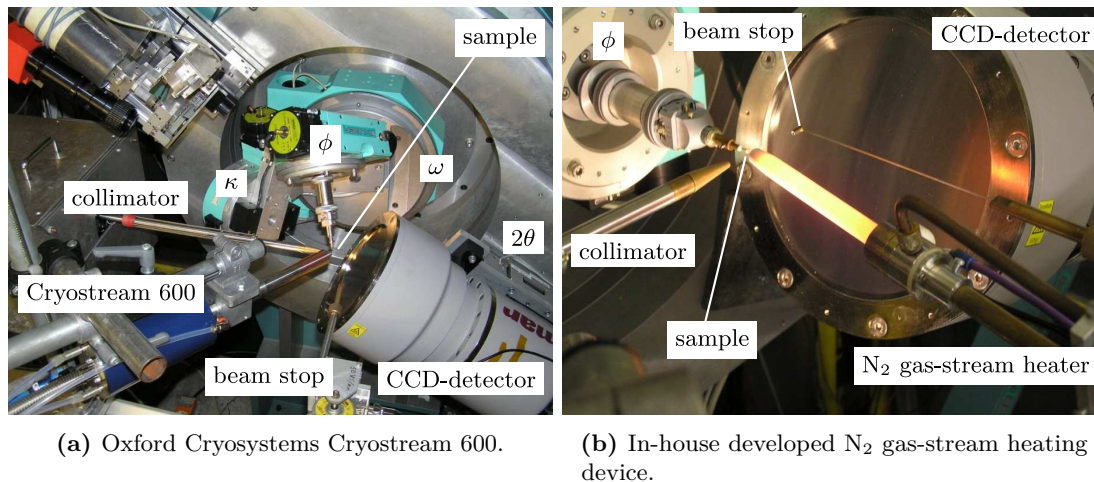 sample
ϕ
κ
ω
collimator
2θ
Cryostream 600
man
beam stop
CCD-detector
(a) Oxford Cryosystems Cryostream 600.
ϕ
beam stop
CCD-detector
collimator
sample
N₂ gas-stream heater
(b) In-house developed N₂ gas-stream heating
device.